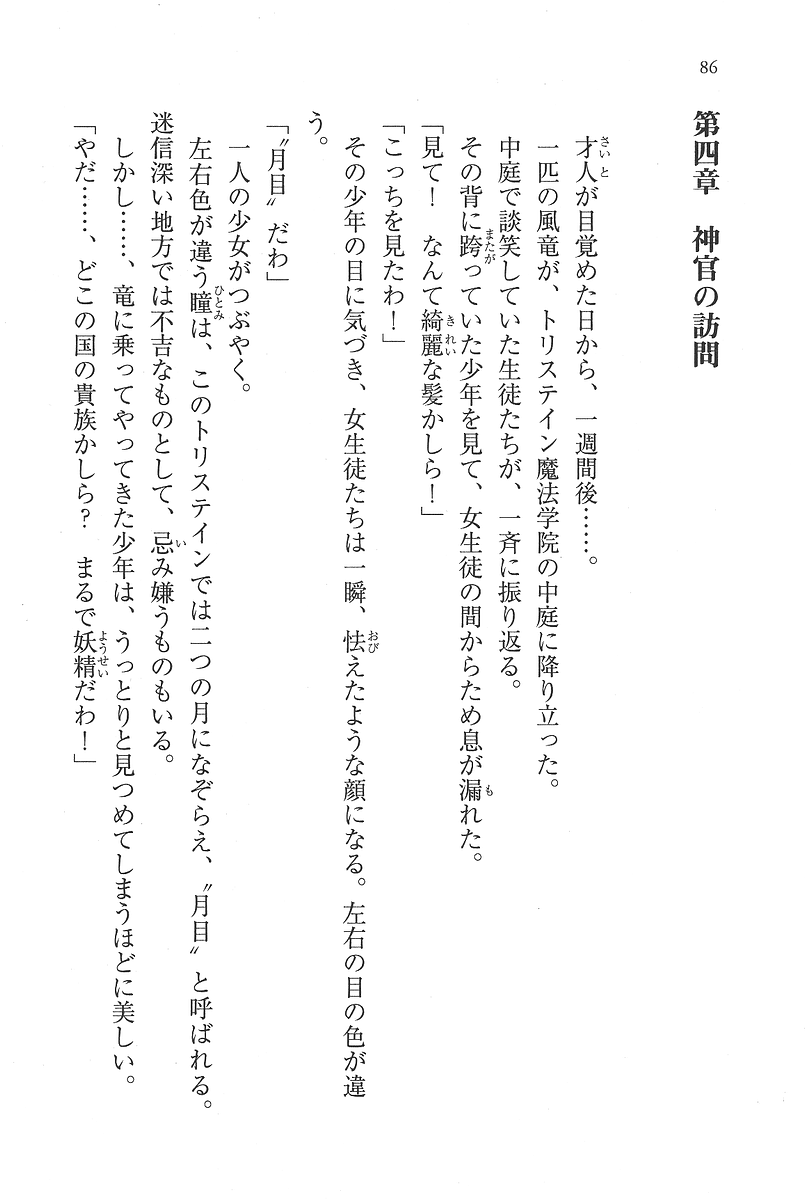 86
第四章　神官の訪問
　才人が目覚めた日から、一週間後……。
　一匹の風竜が、トリステイン魔法学院の中庭に降り立った。
　中庭で談笑していた生徒たちが、一斉に振り返る。
　その背に跨っていた少年を見て、女生徒の間からため息が漏れた。
「見て！　なんて綺麗な髪かしら！」
「こっちを見たわ！」
　その少年の目に気づき、女生徒たちは一瞬、怯えたような顔になる。左右の目の色が違
う。
「〝月目〟だわ」
　一人の少女がつぶやく。
　左右色が違う瞳は、このトリステインでは二つの月になぞらえ、〝月目〟と呼ばれる。
迷信深い地方では不吉なものとして、忌み嫌うものもいる。
　しかし……、竜に乗ってやってきた少年は、うっとりと見つめてしまうほどに美しい。
「やだ……、どこの国の貴族かしら？　まるで妖精だわ！」